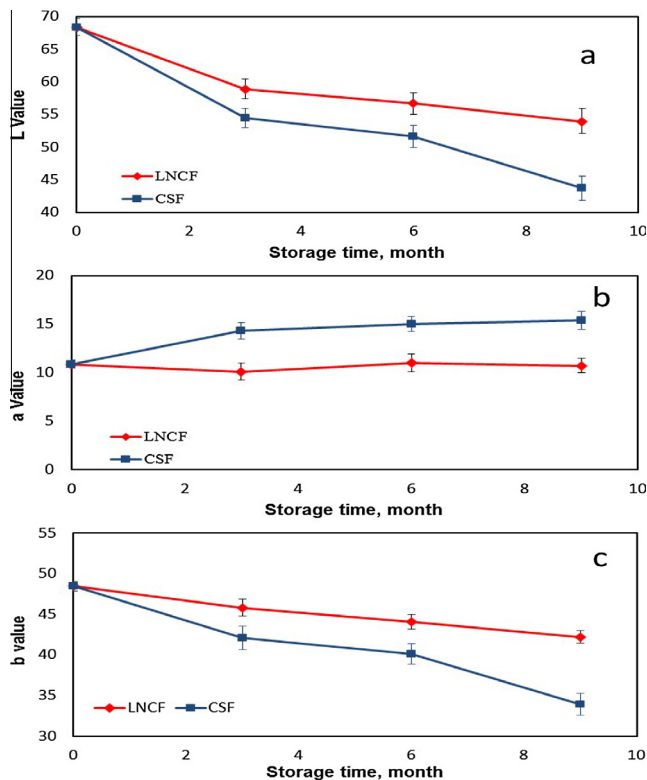 70
65
60
55
50
45
40
L Value
a
LNCF
CSF
0 2 4 6 8 10
Storage time, month
20
15
10
5
0
a Value
b
LNCF
CSF
0 2 4 6 8 10
Storage time, month
55
50
45
40
35
30
b value
c
LNCF CSF
0 2 4 6 8 10
Storage time, month